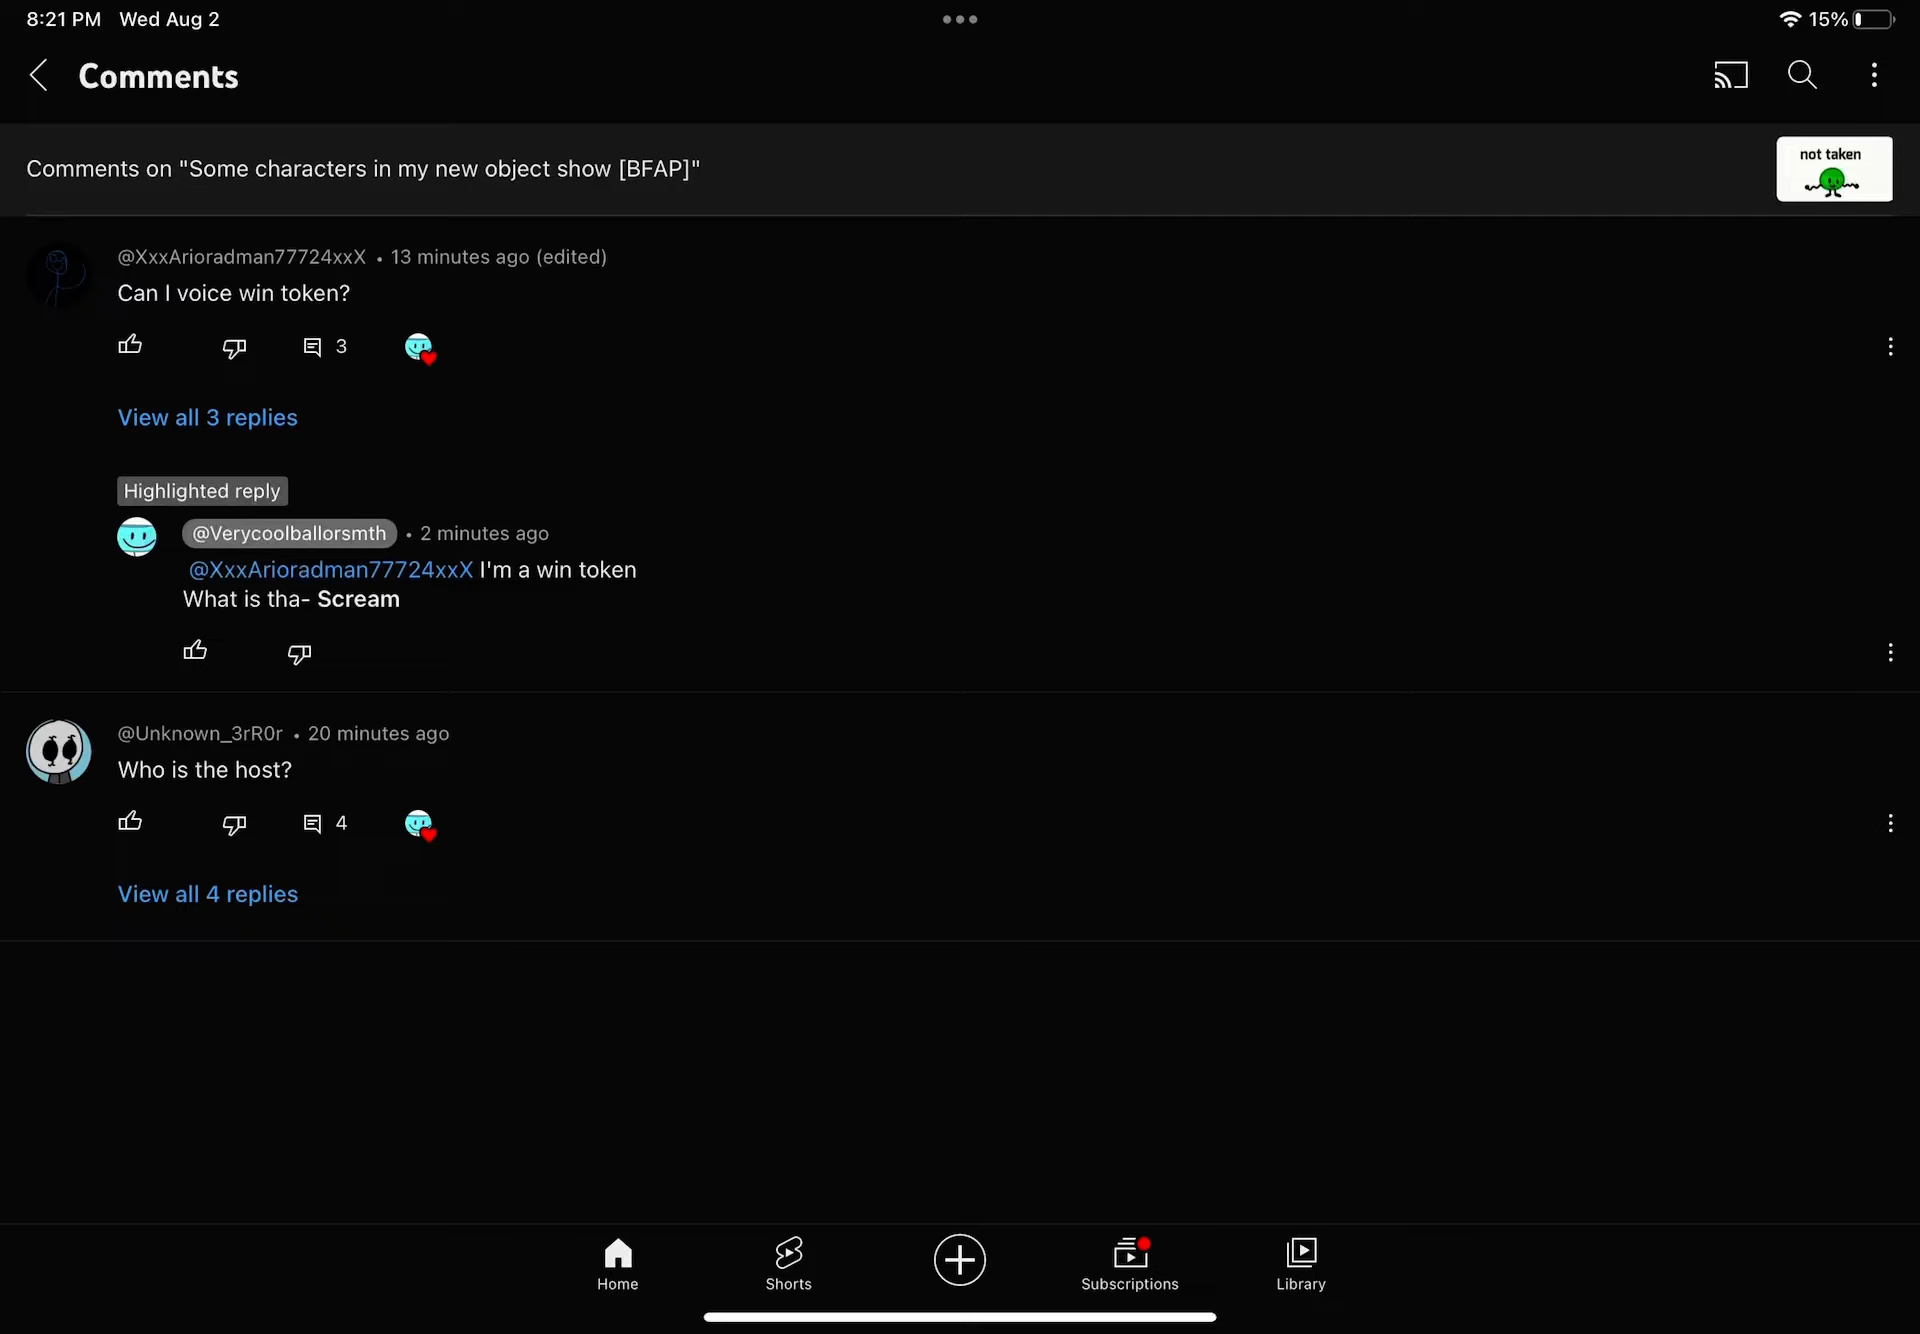 8:21 PM Wed Aug 2
15%
Comments
Comments on "Some characters in my new object show [BFAP]"
not taken
@XxxArioradman77724xxX • 13 minutes ago (edited)
Can I voice win token?
3
View all 3 replies
Highlighted reply
@Verycoolballorsmth • 2 minutes ago
@XxxArioradman77724xxX I'm a win token
What is tha- Scream
@Unknown_3rR0r • 20 minutes ago
Who is the host?
4
View all 4 replies
Home
Shorts
Subscriptions
Library